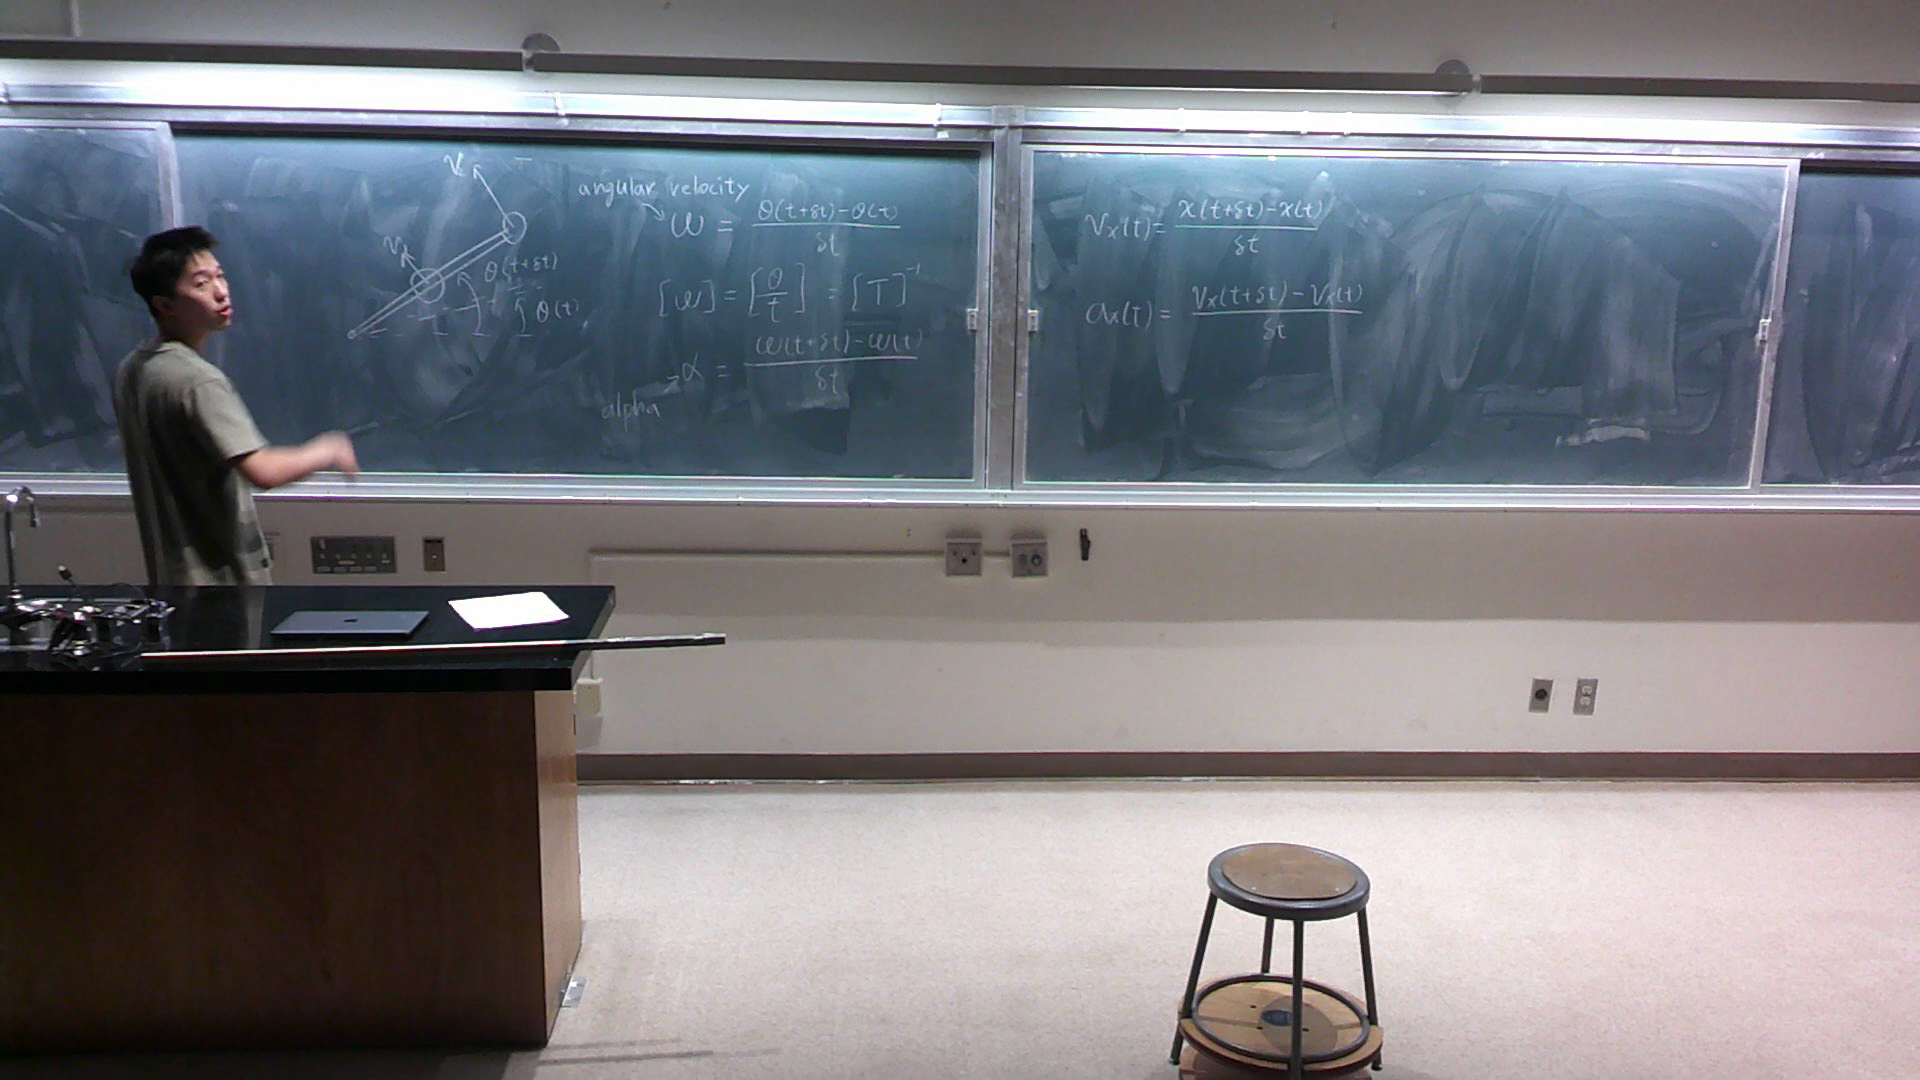 v
v
θ(t+δt)
θ(t)
angular velocity
ω = θ(t+δt)-θ(t) / δt
[ω] = [θ/t] = [T]⁻¹
α = ω(t+δt)-ω(t) / δt
alpha
Vx(t) = x(t+δt)-x(t) / δt
ax(t) = Vx(t+δt)-Vx(t) / δt